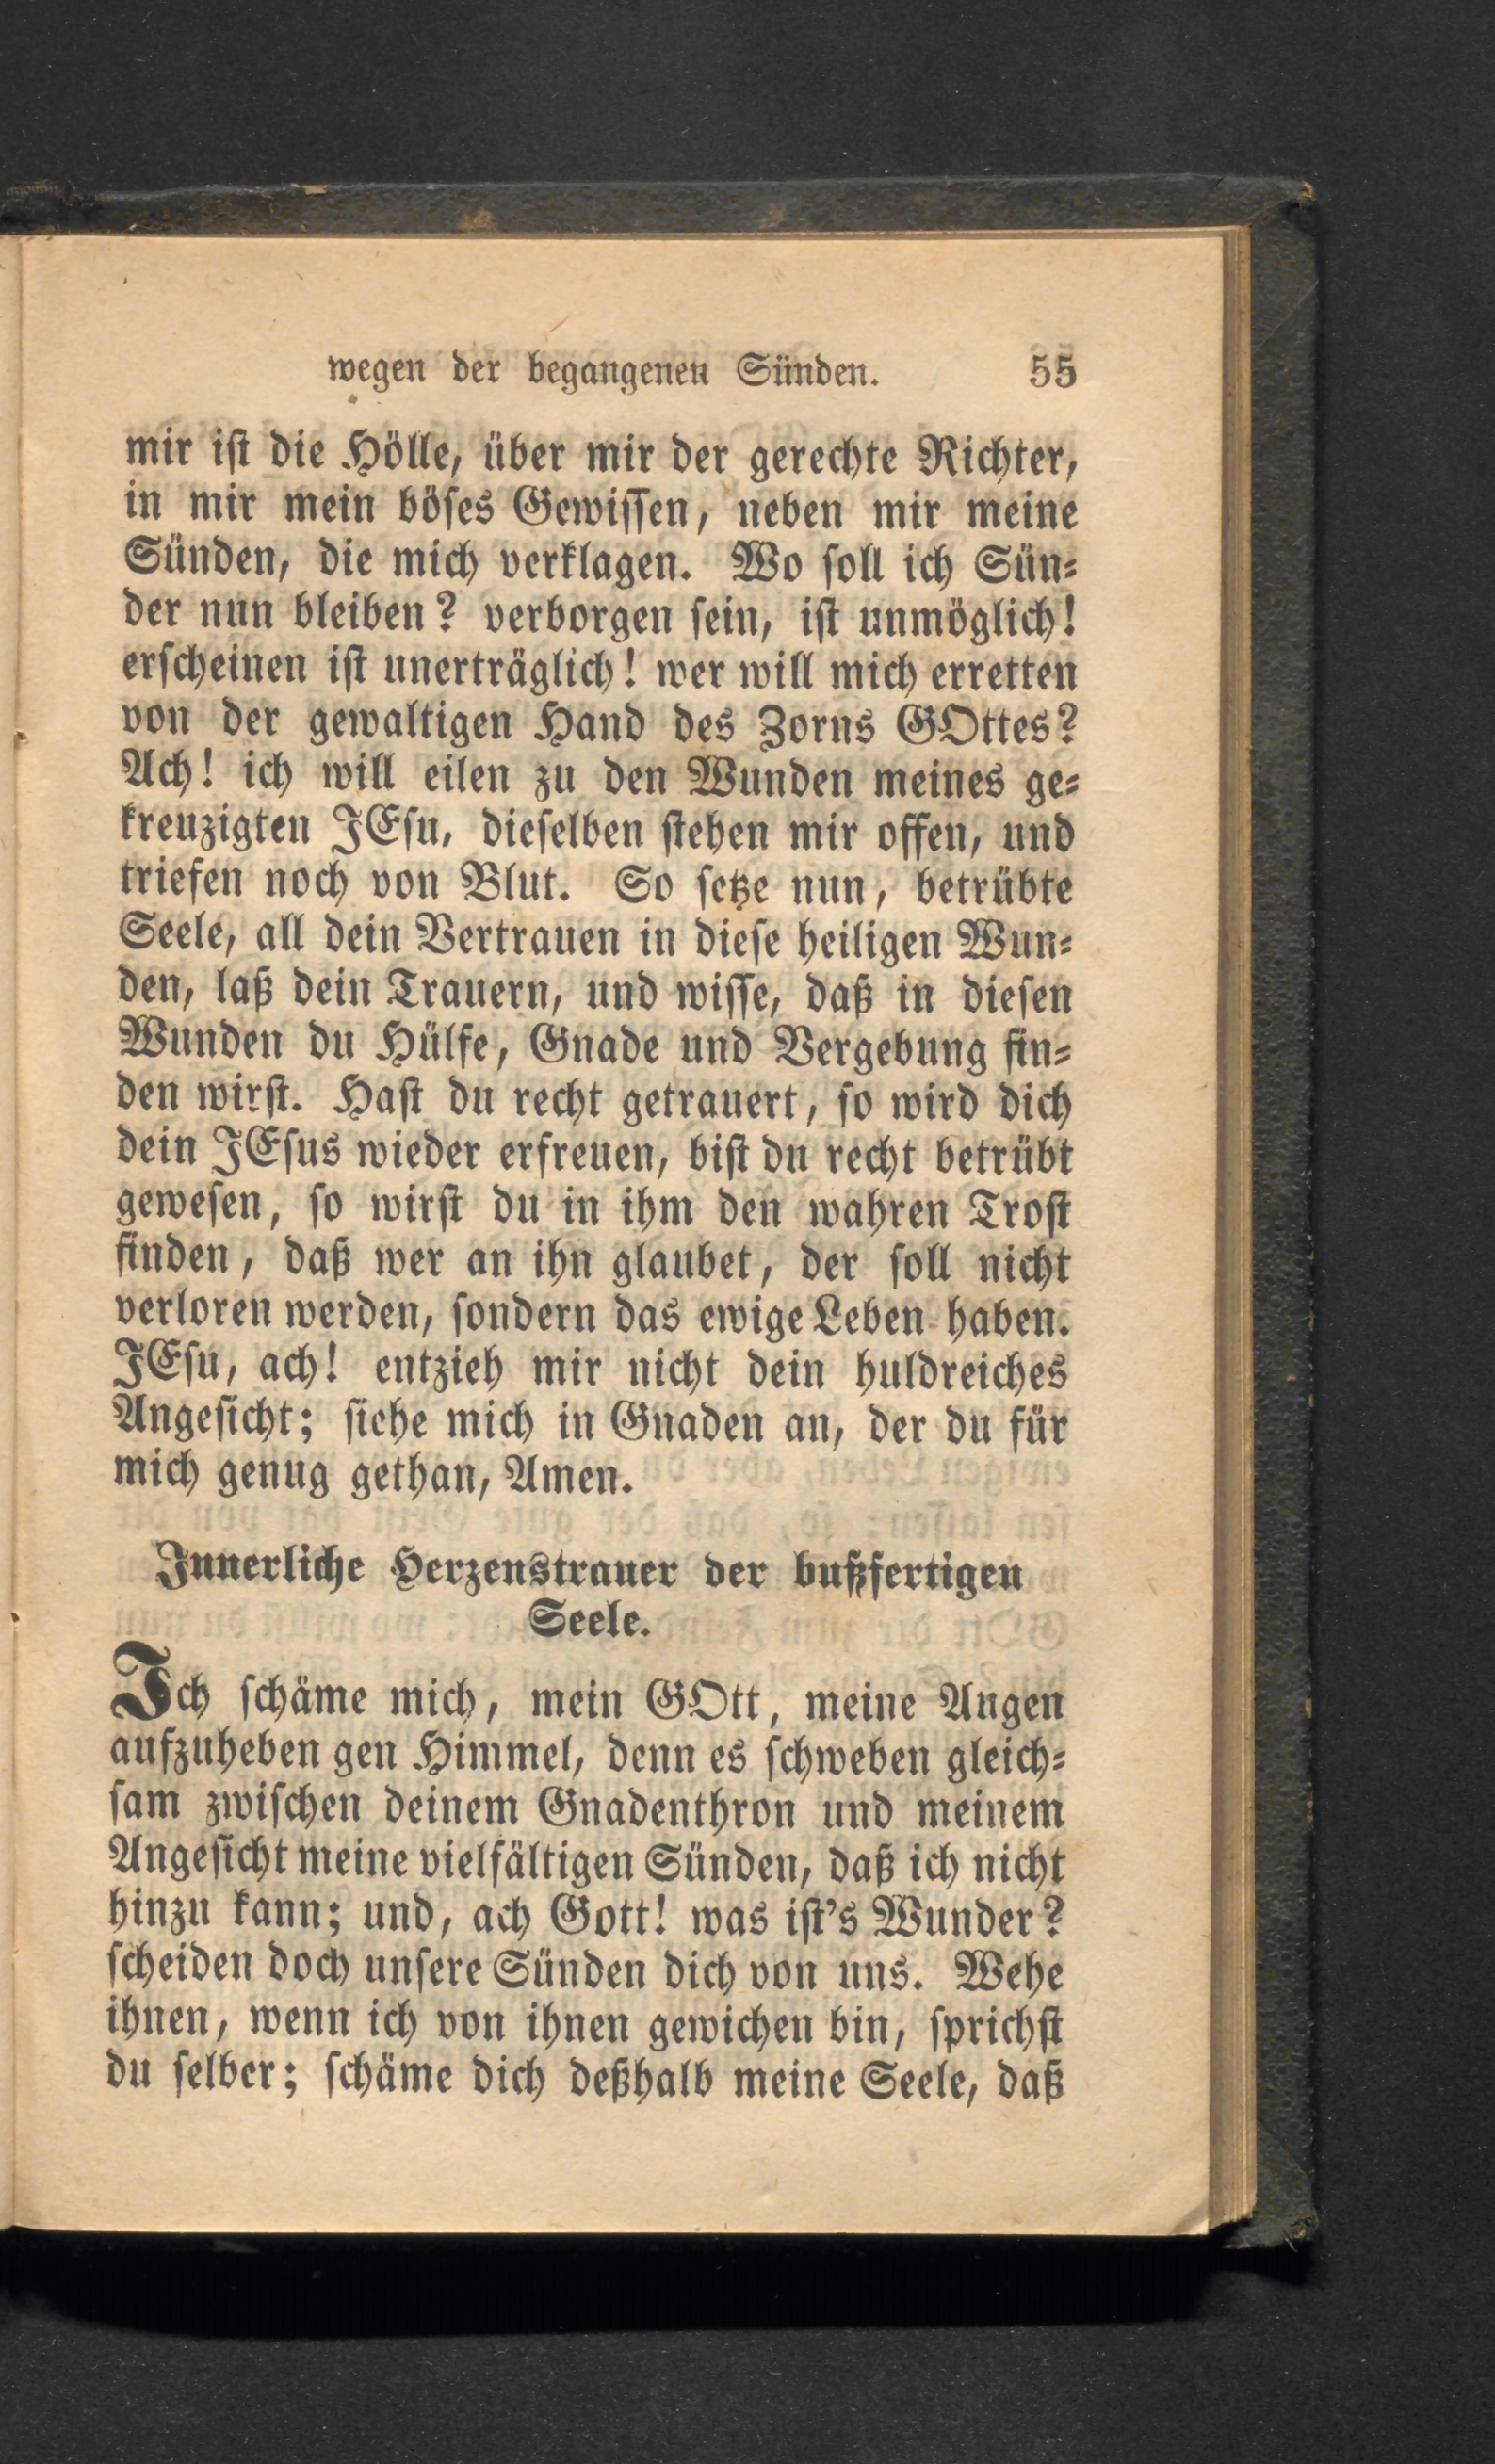 wegen der begangenen Sünden. 55
mir iſt die Hölle, über mir der gerechte Richter,
in mir mein böſes Gewiſſen, neben mir meine
Sünden, die mich verklagen. Wo ſoll ich Sün⸗
der nun bleiben? verborgen ſein, iſt unmöglich!
erſcheinen iſt unerträglich! wer will mich erretten
von der gewaltigen Hand des Zorns GOttes?
Ach! ich will eilen zu den Wunden meines ge⸗
kreuzigten JEſu, dieſelben ſtehen mir offen, und
triefen noch von Blut. So ſetze nun, betrübte
Seele, all dein Vertrauen in dieſe heiligen Wun⸗
den, laß dein Trauern, und wiſſe, daß in dieſen
Wunden du Hülfe, Gnade und Vergebung fin⸗
den wirſt. Haſt du recht getrauert, ſo wird dich
dein JEſus wieder erfreuen, biſt du recht betrübt
geweſen, ſo wirſt du in ihm den wahren Troſt
finden, daß wer an ihn glaubet, der ſoll nicht
verloren werden, ſondern das ewige Leben haben.
JEſu, ach! entzieh mir nicht dein huldreiches
Angeſicht; ſiehe mich in Gnaden an, der du für
mich genug gethan, Amen.
Innerliche Herzenstrauer der bußfertigen
Seele.
Ich ſchäme mich, mein GOtt, meine Augen
aufzuheben gen Himmel, denn es ſchweben gleich⸗
ſam zwiſchen deinem Gnadenthron und meinem
Angeſicht meine vielfältigen Sünden, daß ich nicht
hinzu kann; und, ach Gott! was iſt's Wunder?
ſcheiden doch unſere Sünden dich von uns. Wehe
ihnen, wenn ich von ihnen gewichen bin, ſprichſt
du ſelber; ſchäme dich deßhalb meine Seele, daß